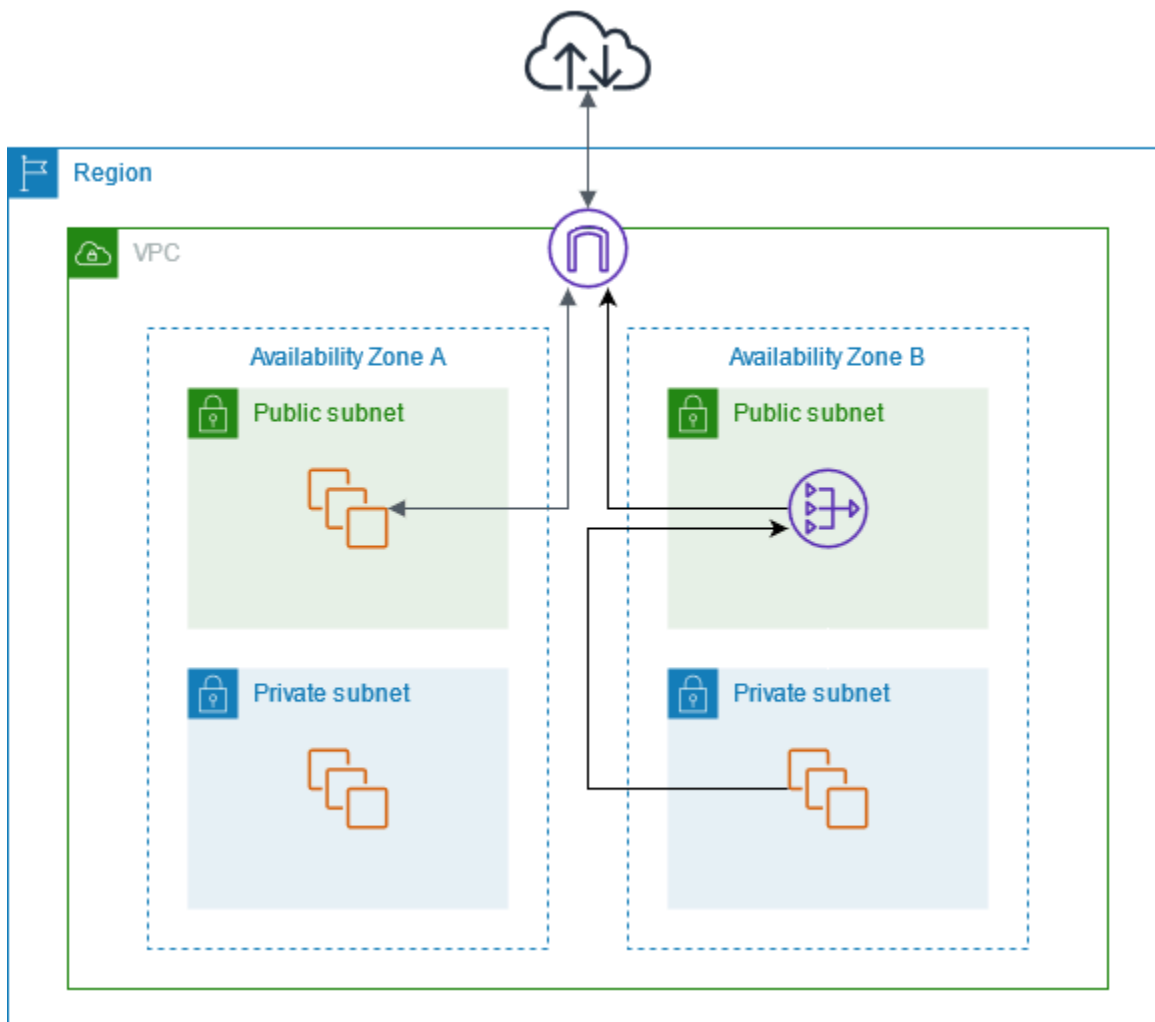 Region
VPC
Availability Zone A
Availability Zone B
Public subnet
Public subnet
Private subnet
Private subnet